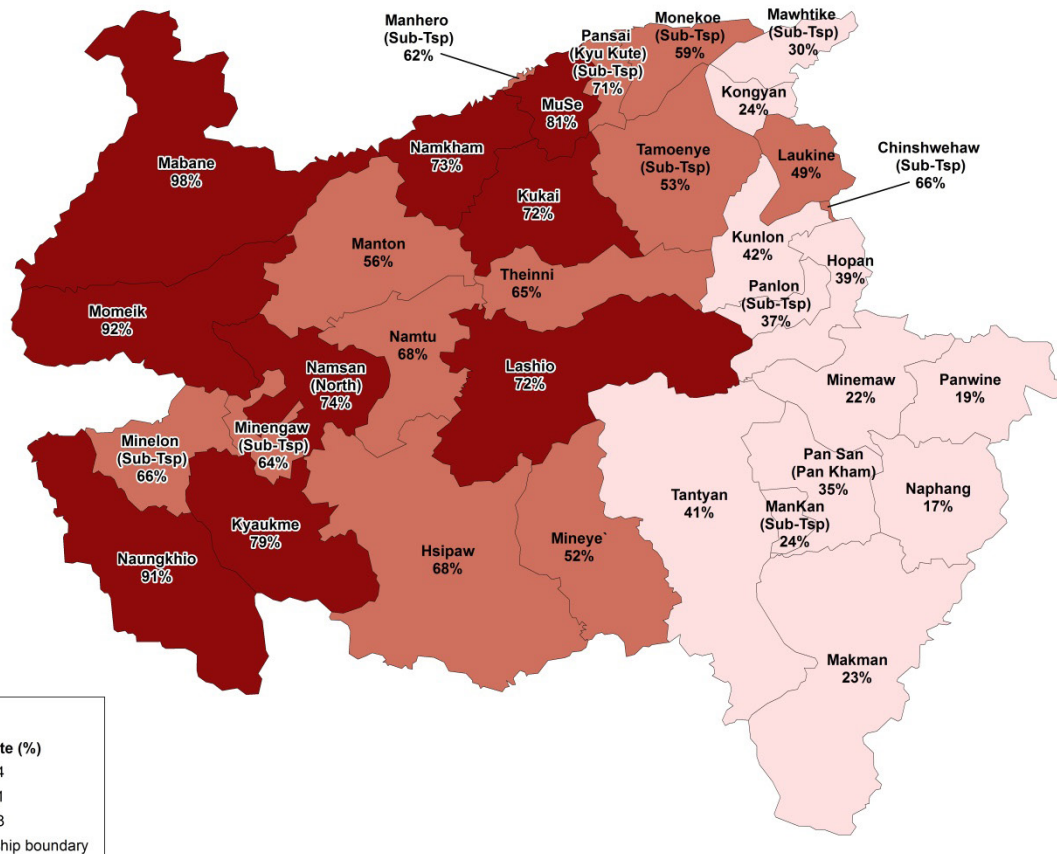 Manhero
(Sub-Tsp)
62%
Pansai
(Kyu Kute)
(Sub-Tsp)
71%
Monekoe
(Sub-Tsp)
59%
Mawhtike
(Sub-Tsp)
30%
Kongyan
24%
MuSe
81%
Namkham
73%
Mabane
98%
Kukai
72%
Tamoenye
(Sub-Tsp)
53%
Laukine
49%
Chinshwehaw
(Sub-Tsp)
66%
Manton
56%
Theinni
65%
Kunlon
42%
Hopan
39%
Panlon
(Sub-Tsp)
37%
Momeik
92%
Namtu
68%
Namsan
(North)
74%
Lashio
72%
Minemaw
22%
Panwine
19%
Minelon
(Sub-Tsp)
66%
Minengaw
(Sub-Tsp)
64%
Pan San
(Pan Kham)
35%
Naphang
17%
Tantyan
41%
ManKan
(Sub-Tsp)
24%
Kyaukme
79%
Naungkhio
91%
Hsipaw
68%
Mineye`
52%
Makman
23%
(%)
boundary